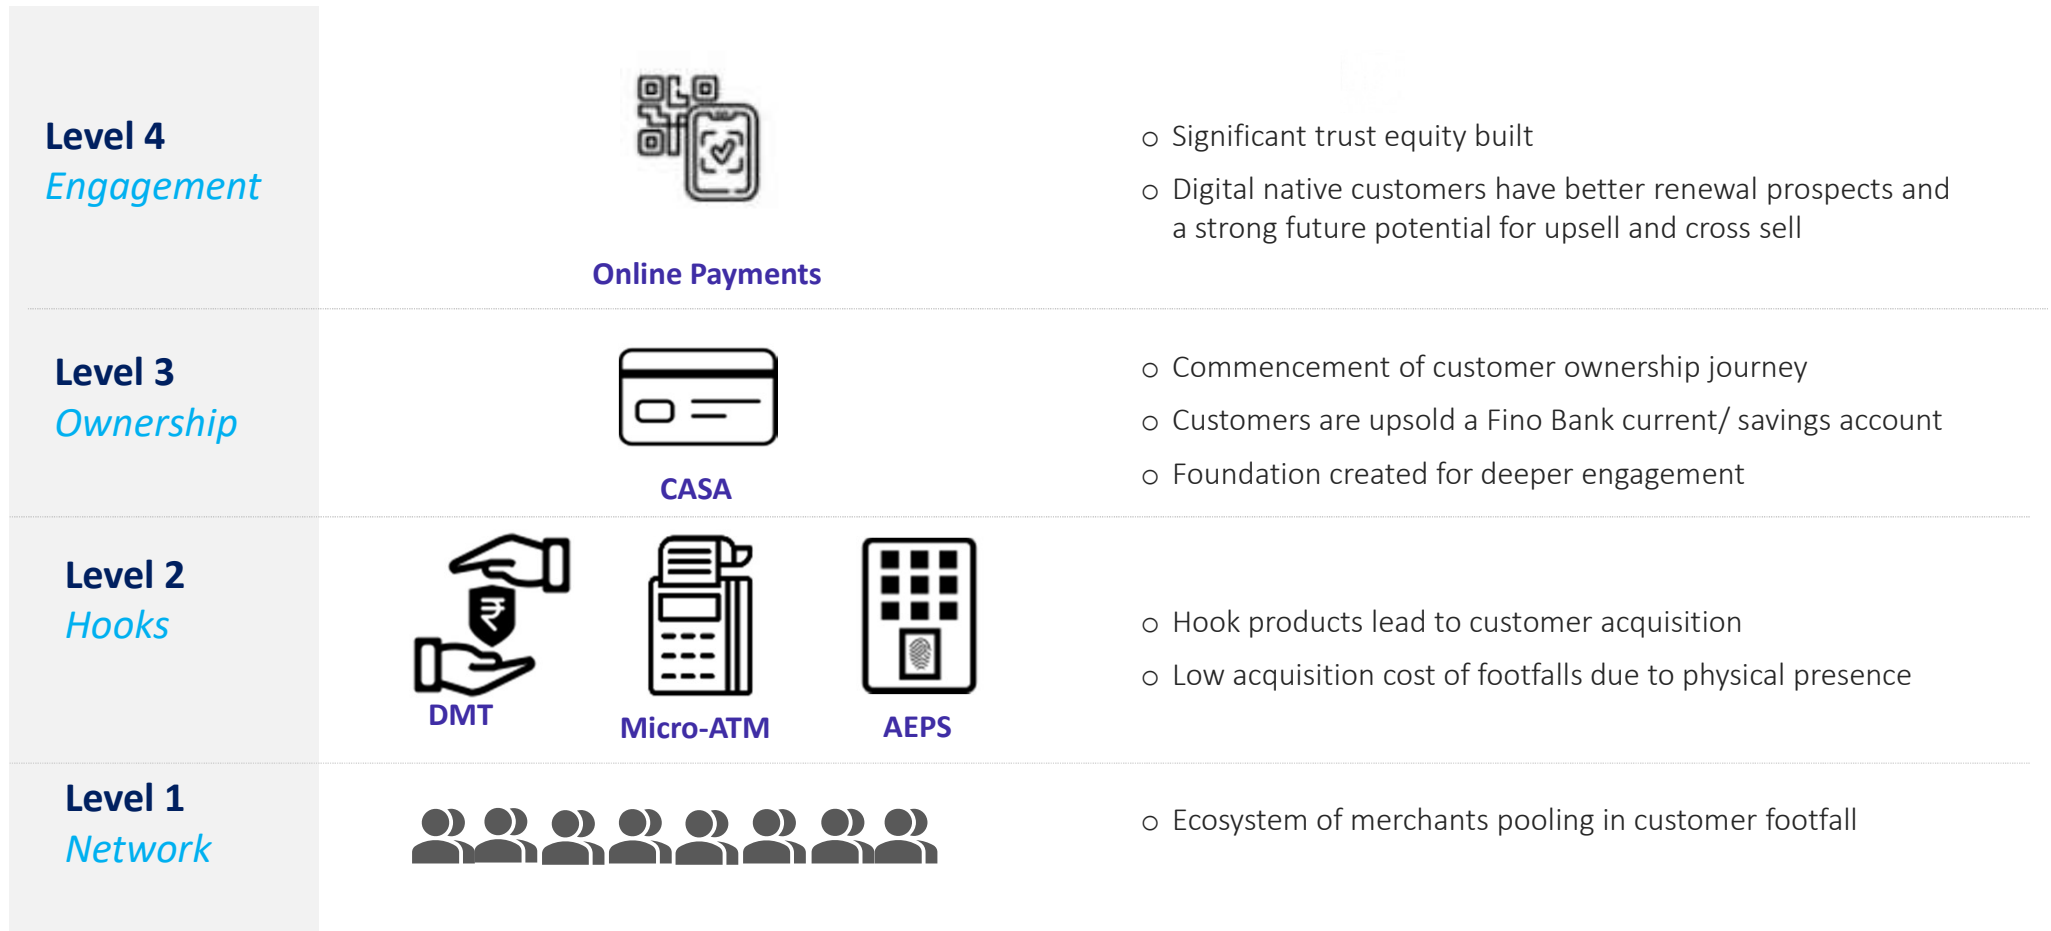 Level 4
Engagement
Online Payments
o Significant trust equity built
o Digital native customers have better renewal prospects and
a strong future potential for upsell and cross sell
Level 3
Ownership
CASA
o Commencement of customer ownership journey
o Customers are upsold a Fino Bank current/ savings account
o Foundation created for deeper engagement
Level 2
Hooks
₹
DMT
Micro-ATM
AEPS
o Hook products lead to customer acquisition
o Low acquisition cost of footfalls due to physical presence
Level 1
Network
o Ecosystem of merchants pooling in customer footfall